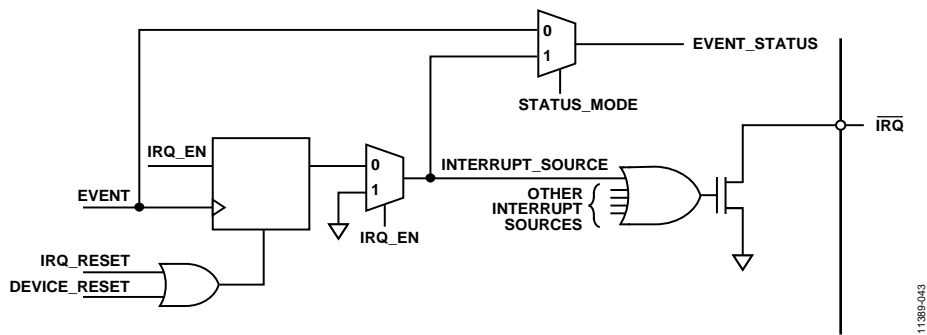 0
1
EVENT_STATUS
STATUS_MODE
IRQ
IRQ_EN
0
1
INTERRUPT_SOURCE
EVENT
OTHER
INTERRUPT
SOURCES
IRQ_EN
IRQ_RESET
DEVICE_RESET
11389-043